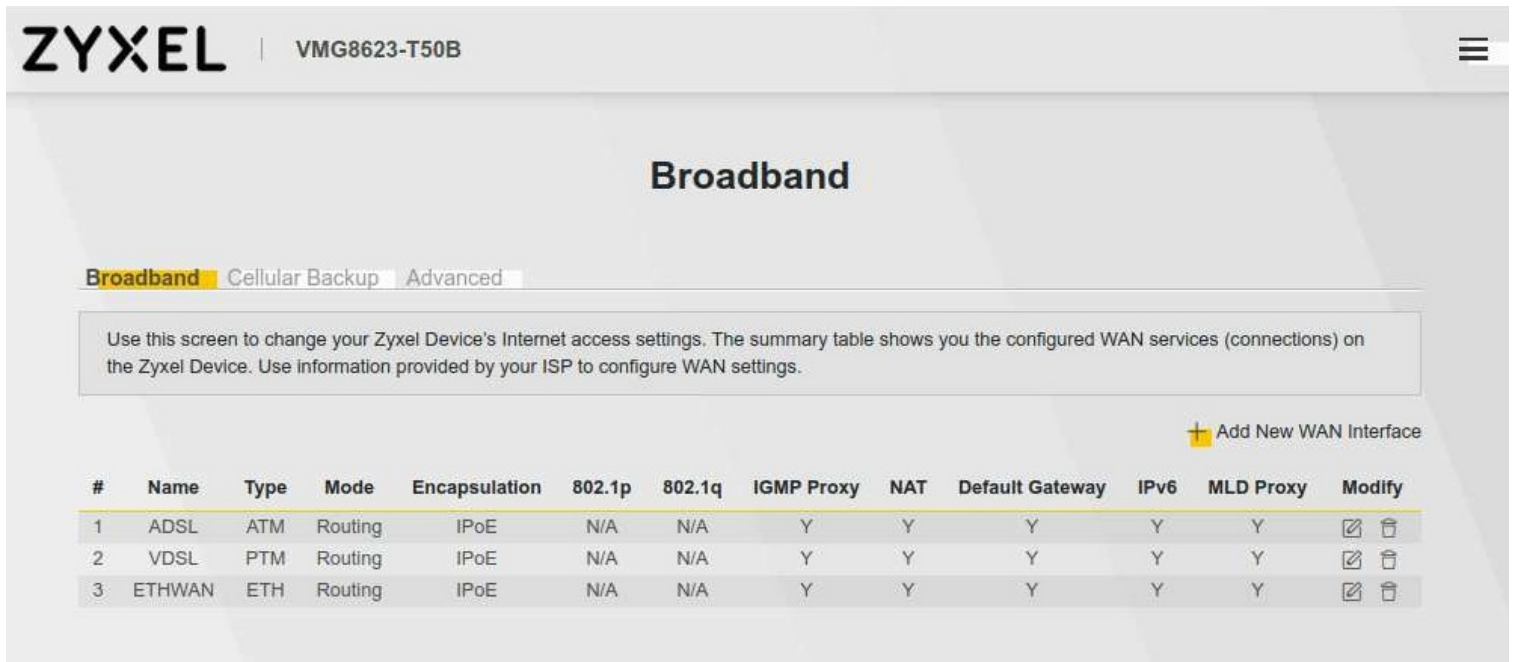 ZYXEL | VMG8623-T50B
Broadband
Broadband Cellular Backup Advanced
Use this screen to change your Zyxel Device's Internet access settings. The summary table shows you the configured WAN services (connections) on
the Zyxel Device. Use information provided by your ISP to configure WAN settings.
+ Add New WAN Interface
# Name Type Mode Encapsulation 802.1p 802.1q IGMP Proxy NAT Default Gateway IPv6 MLD Proxy Modify
1 ADSL ATM Routing IPoE N/A N/A Y Y Y Y Y
2 VDSL PTM Routing IPoE N/A N/A Y Y Y Y Y
3 ETHWAN ETH Routing IPoE N/A N/A Y Y Y Y Y